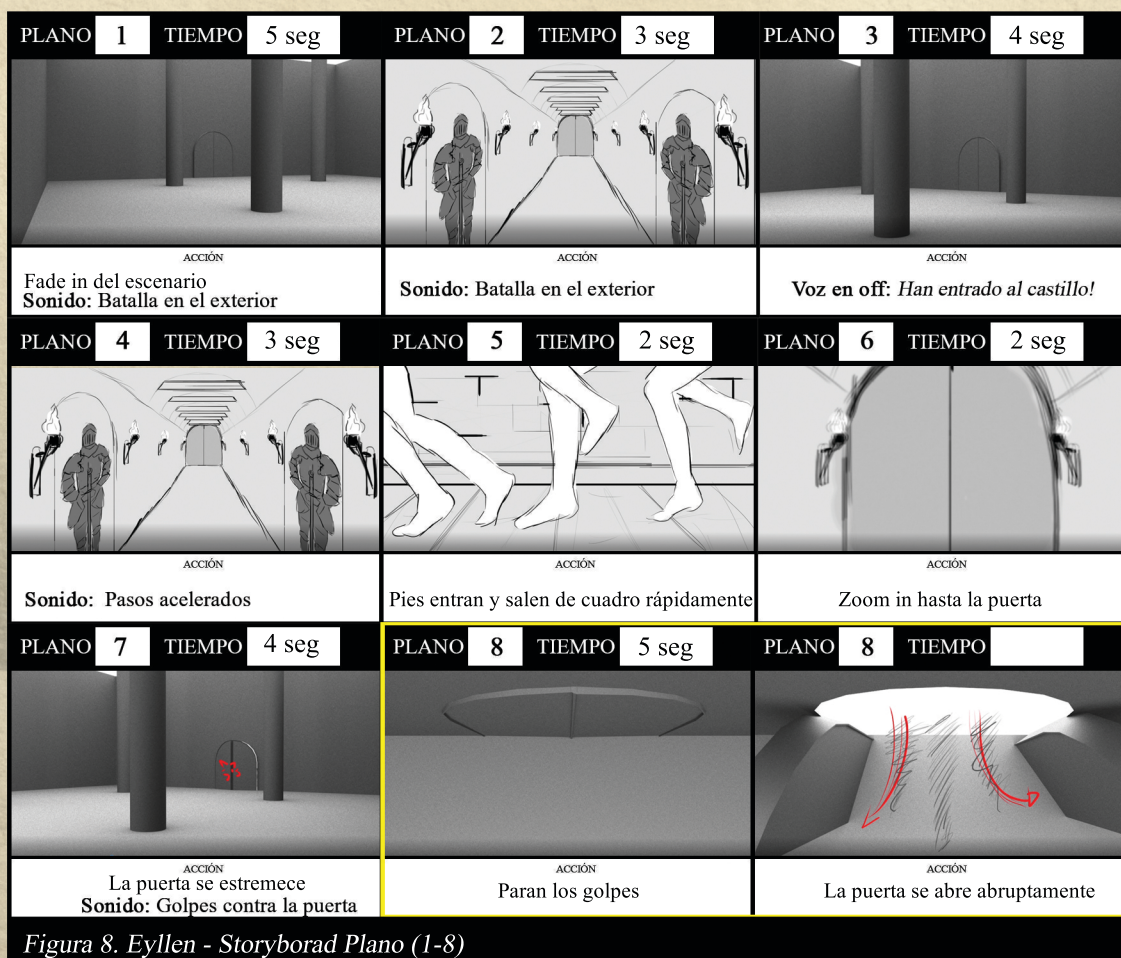 PLANO 1 TIEMPO 5 seg
ACCIÓN
Fade in del escenario
Sonido: Batalla en el exterior
PLANO 2 TIEMPO 3 seg
ACCIÓN
Sonido: Batalla en el exterior
PLANO 3 TIEMPO 4 seg
ACCIÓN
Voz en off: Han entrado al castillo!
PLANO 4 TIEMPO 3 seg
ACCIÓN
Sonido: Pasos acelerados
PLANO 5 TIEMPO 2 seg
ACCIÓN
Pies entran y salen de cuadro rápidamente
PLANO 6 TIEMPO 2 seg
ACCIÓN
Zoom in hasta la puerta
PLANO 7 TIEMPO 4 seg
ACCIÓN
La puerta se estremece
Sonido: Golpes contra la puerta
PLANO 8 TIEMPO 5 seg
ACCIÓN
Paran los golpes
PLANO 8 TIEMPO
ACCIÓN
La puerta se abre abruptamente
Figura 8. Eyllen - Storyborad Plano (1-8)